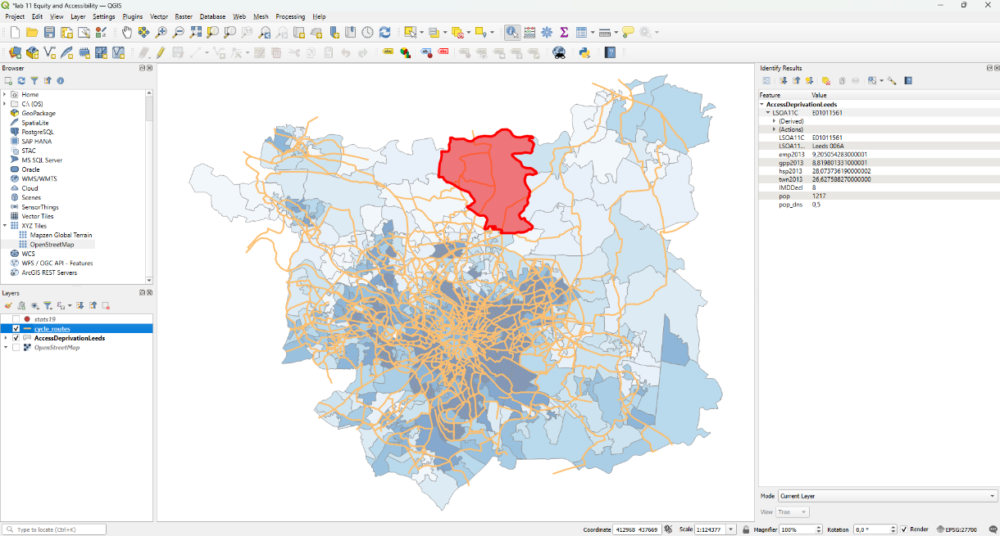 *lab 11 Equity and Accessibility — QGIS
Project Edit View Layer Settings Plugins Vector Raster Database Web Mesh Processing Help
Browser
Home
C:\ (OS)
GeoPackage
SpatiaLite
PostgreSQL
SAP HANA
STAC
MS SQL Server
Oracle
WMS/WMTS
Cloud
Scenes
SensorThings
Vector Tiles
XYZ Tiles
Mapzen Global Terrain
OpenStreetMap
WCS
WFS / OGC API - Features
ArcGIS REST Servers
Layers
stats19
cycle_routes
AccessDeprivationLeeds
OpenStreetMap
Identify Results
Feature Value
AccessDeprivationLeeds
LSOA11C E01011561
(Derived)
(Actions)
LSOA11C E01011561
LSOA11... Leeds 006A
emp2013 9,205054283000001
gpp2013 8,819801331000001
hsp2013 28,073736190000002
twn2013 26,627588270000000
IMDDecl 8
pop 1217
pop_dns 0,5
Mode Current Layer
View Tree
Type to locate (Ctrl+K)
Coordinate 412968 437669 Scale 1:124377 Magnifier 100% Rotation 0,0 ° Render EPSG:27700